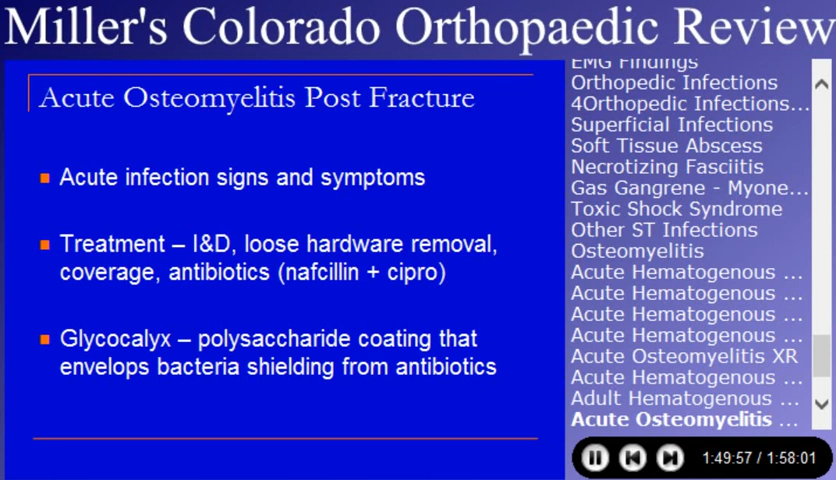 Miller's Colorado Orthopaedic Review
Acute Osteomyelitis Post Fracture
Acute infection signs and symptoms
Treatment – I&D, loose hardware removal,
coverage, antibiotics (nafcillin + cipro)
Glycocalyx – polysaccharide coating that
envelops bacteria shielding from antibiotics
EMG Findings
Orthopedic Infections
4Orthopedic Infections...
Superficial Infections
Soft Tissue Abscess
Necrotizing Fasciitis
Gas Gangrene - Myone...
Toxic Shock Syndrome
Other ST Infections
Osteomyelitis
Acute Hematogenous ...
Acute Hematogenous ...
Acute Hematogenous ...
Acute Hematogenous ...
Acute Osteomyelitis XR
Acute Hematogenous ...
Adult Hematogenous ...
Acute Osteomyelitis ...
1:49:57 / 1:58:01